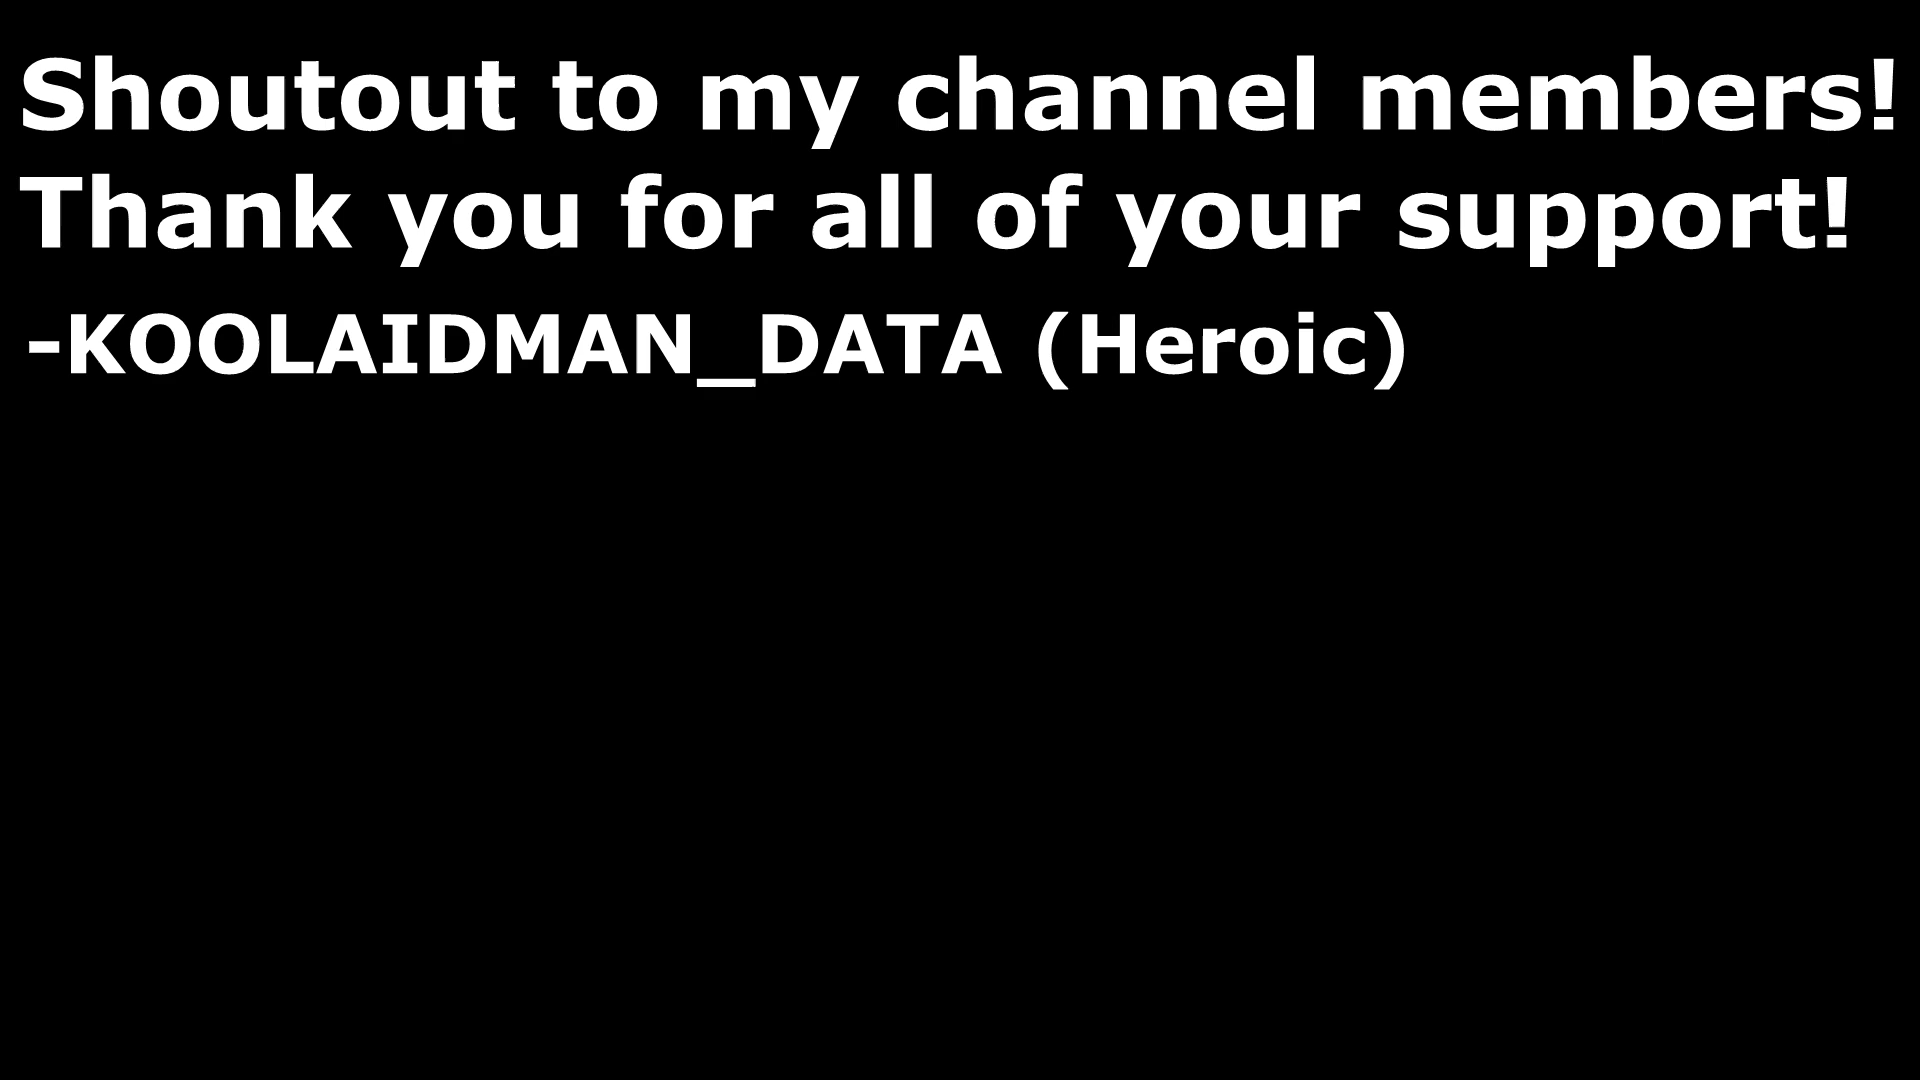 Shoutout to my channel members!
Thank you for all of your support!
-KOOLAIDMAN_DATA (Heroic)